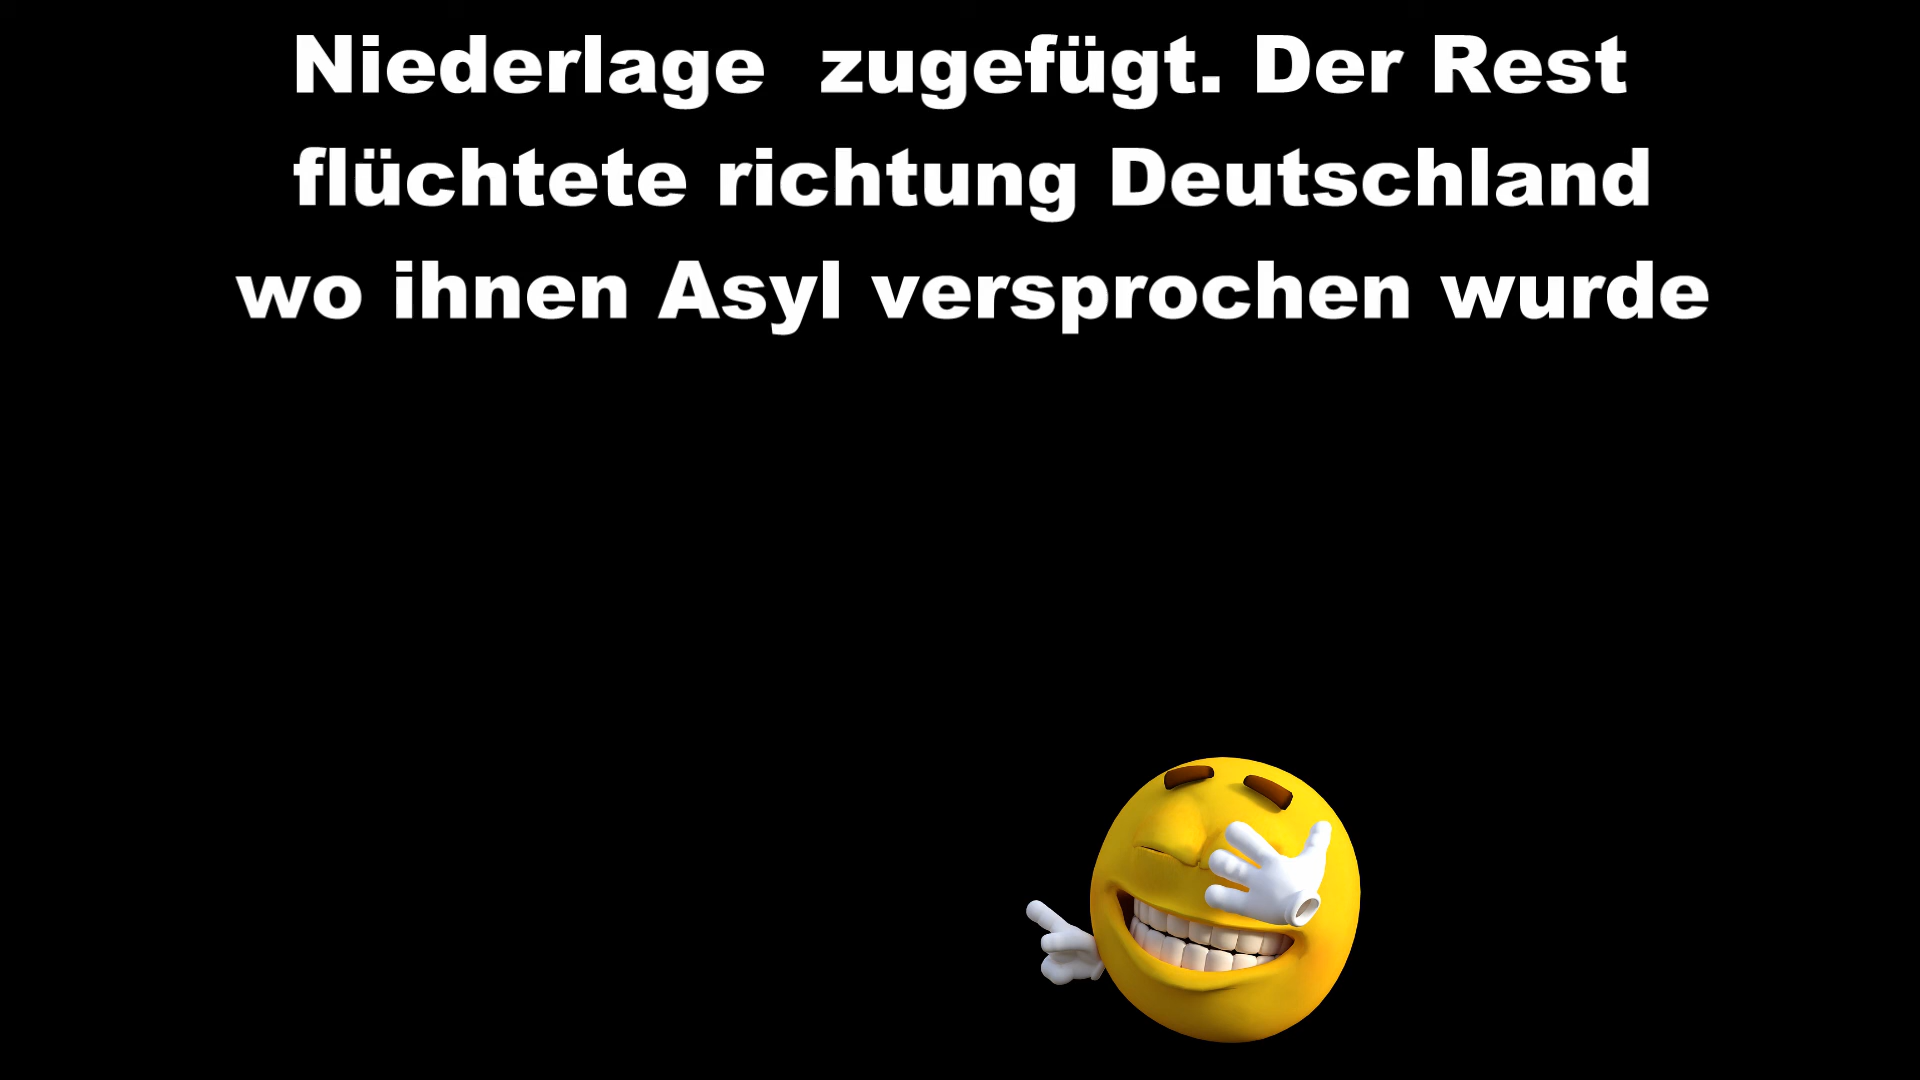 Niederlage  zugefügt. Der Rest
flüchtete richtung Deutschland
wo ihnen Asyl versprochen wurde